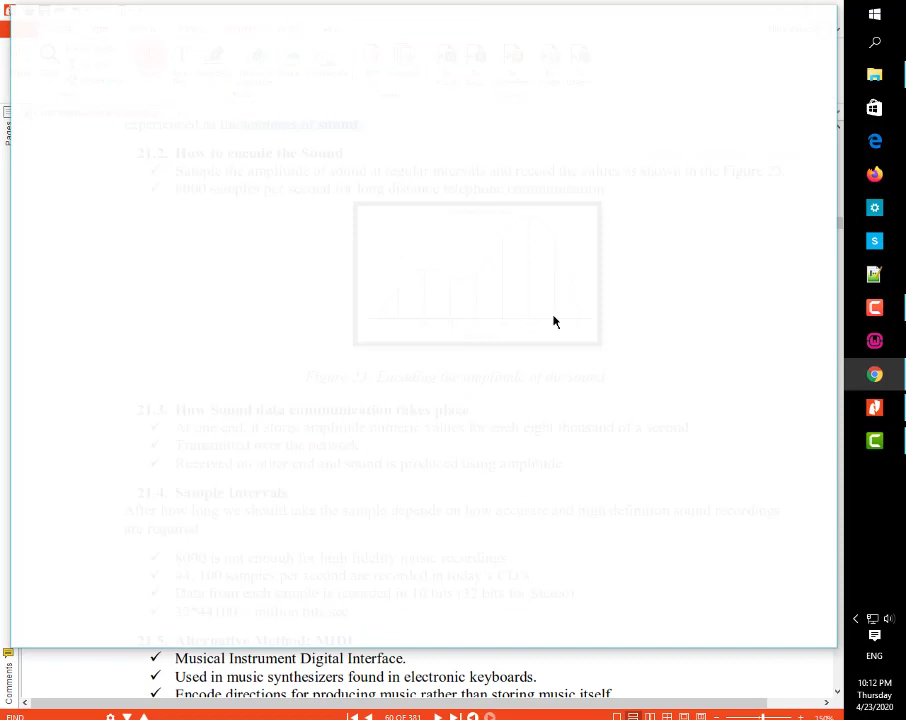 21.2. How to encode the Sound
✓ Sample the amplitude of sound at regular intervals and record the values as shown in the Figure 23.
✓ 8000 samples per second for long distance telephone communication
Figure 23: Encoding the amplitude of the sound
21.3. How Sound data communication takes place
✓ At one end, it stores amplitude numeric values for each eight thousand of a second
✓ Transmitted over the network
✓ Received no other end and sound is produced using amplitude
21.4. Sample Intervals
After how long we should take the sample depends on how accurate and high definition sound recordings
are required
✓ 8000 is not enough for high fidelity music recordings
✓ 44, 100 samples per second are recorded in today's CD's
✓ Data from each sample is
in 16 bits (32 bits for Stereo)
✓ 32*44100
million bits/sec
21.5. Alternative Method: MIDI
✓ Musical Instrument Digital Interface.
✓ Used in music synthesizers found in electronic keyboards.
✓ Encode directions for producing music rather than storing music itself
Pages
Comments
FIND
60 OF 381
150%
ENG
10:12 PM
Thursday
4/23/2020